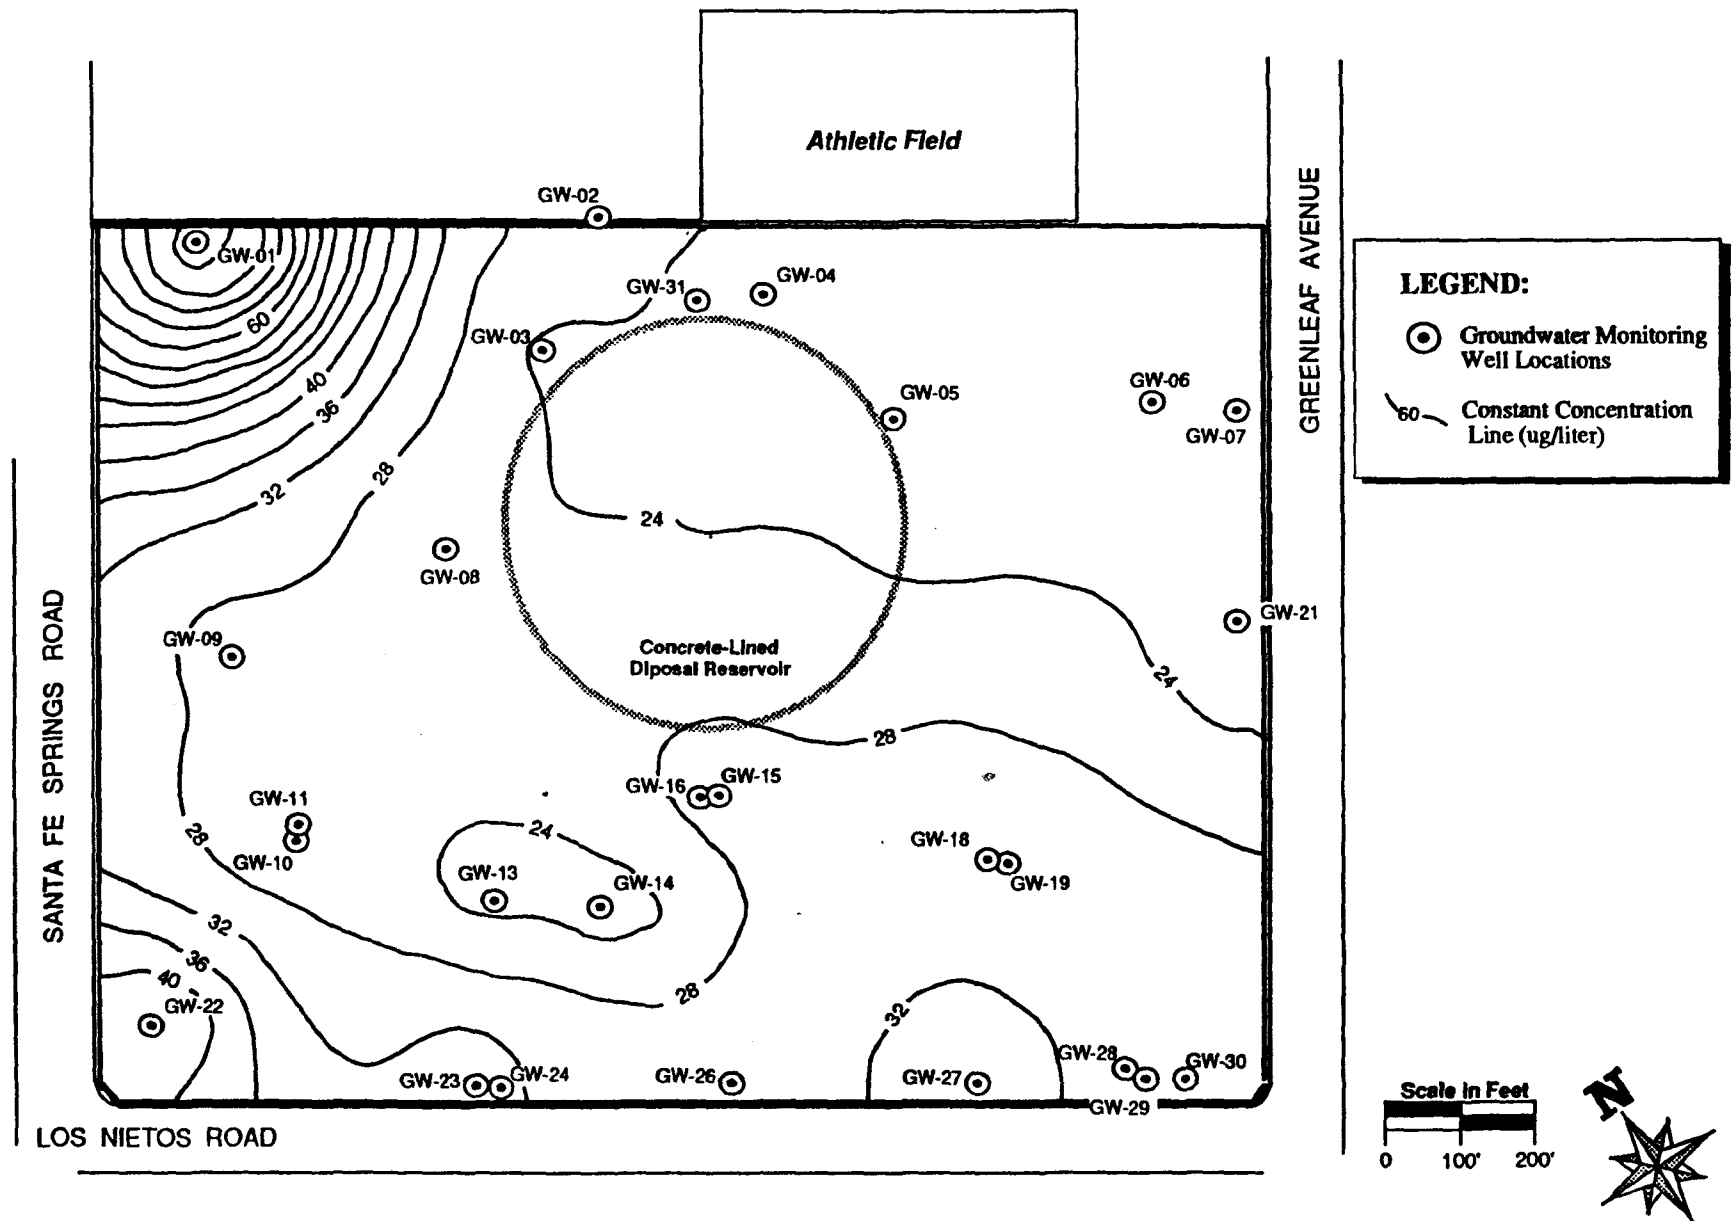 Athletic Field
GW-02
GW-01
GREENLEAF AVENUE
LEGEND:
Groundwater Monitoring
Well Locations
60
Constant Concentration
Line (ug/liter)
GW-31
GW-04
GW-03
60
40
36
32
28
GW-05
GW-06
GW-07
24
GW-08
GW-21
GW-09
Concrete-Lined
Diposal Reservoir
24
SANTA FE SPRINGS ROAD
28
GW-16
GW-15
GW-11
28
GW-10
24
GW-13
GW-14
GW-18
GW-19
32
36
40
GW-22
28
32
GW-23
GW-24
GW-26
GW-27
GW-28
GW-30
GW-29
LOS NIETOS ROAD
Scale in Feet
0 100' 200'
N